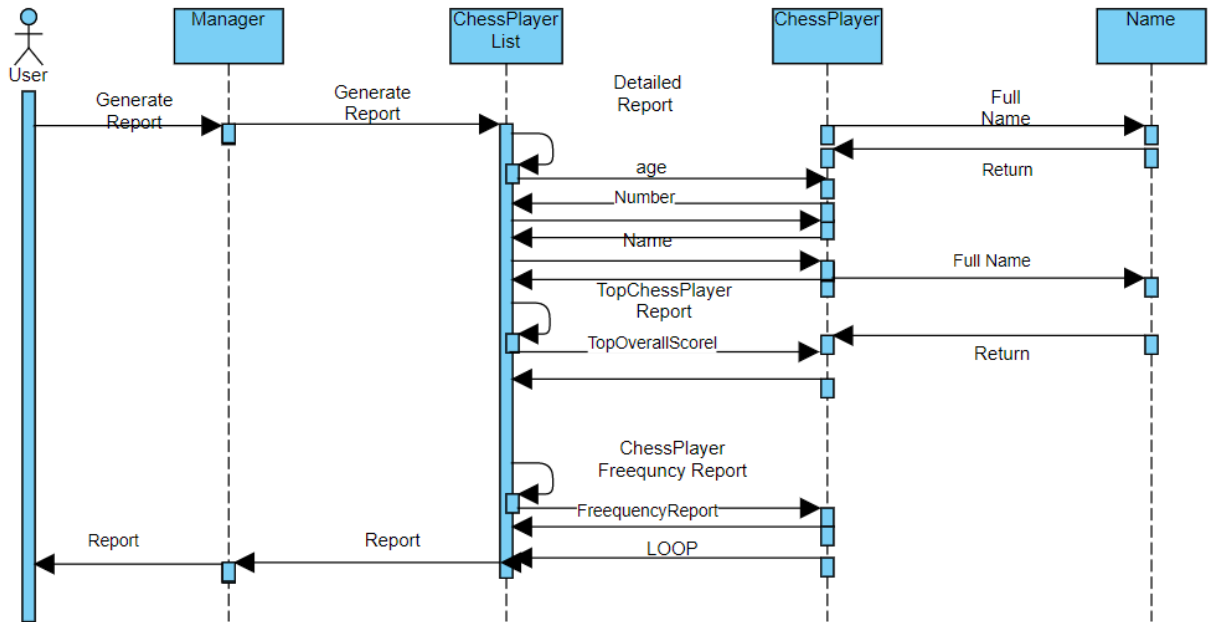 Manager
ChessPlayer
List
ChessPlayer
Name
User
Generate
Report
Generate
Report
Detailed
Report
Full
Name
age
Return
Number
Name
Full Name
TopChessPlayer
Report
TopOverallScorel
Return
ChessPlayer
Freequncy Report
FreequencyReport
Report
Report
LOOP